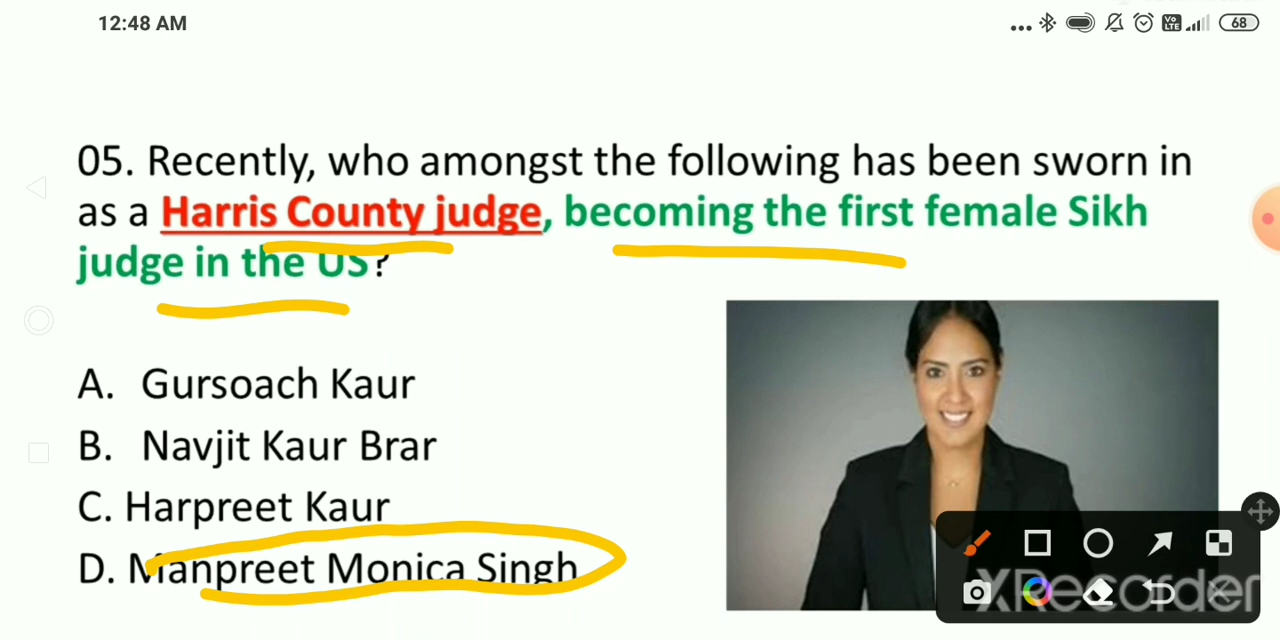 12:48 AM
Vo
LTE
68
05. Recently, who amongst the following has been sworn in
as a Harris County judge, becoming the first female Sikh
judge in the US?
A. Gursoach Kaur
B. Navjit Kaur Brar
C. Harpreet Kaur
D. Manpreet Monica Singh
XRecorder